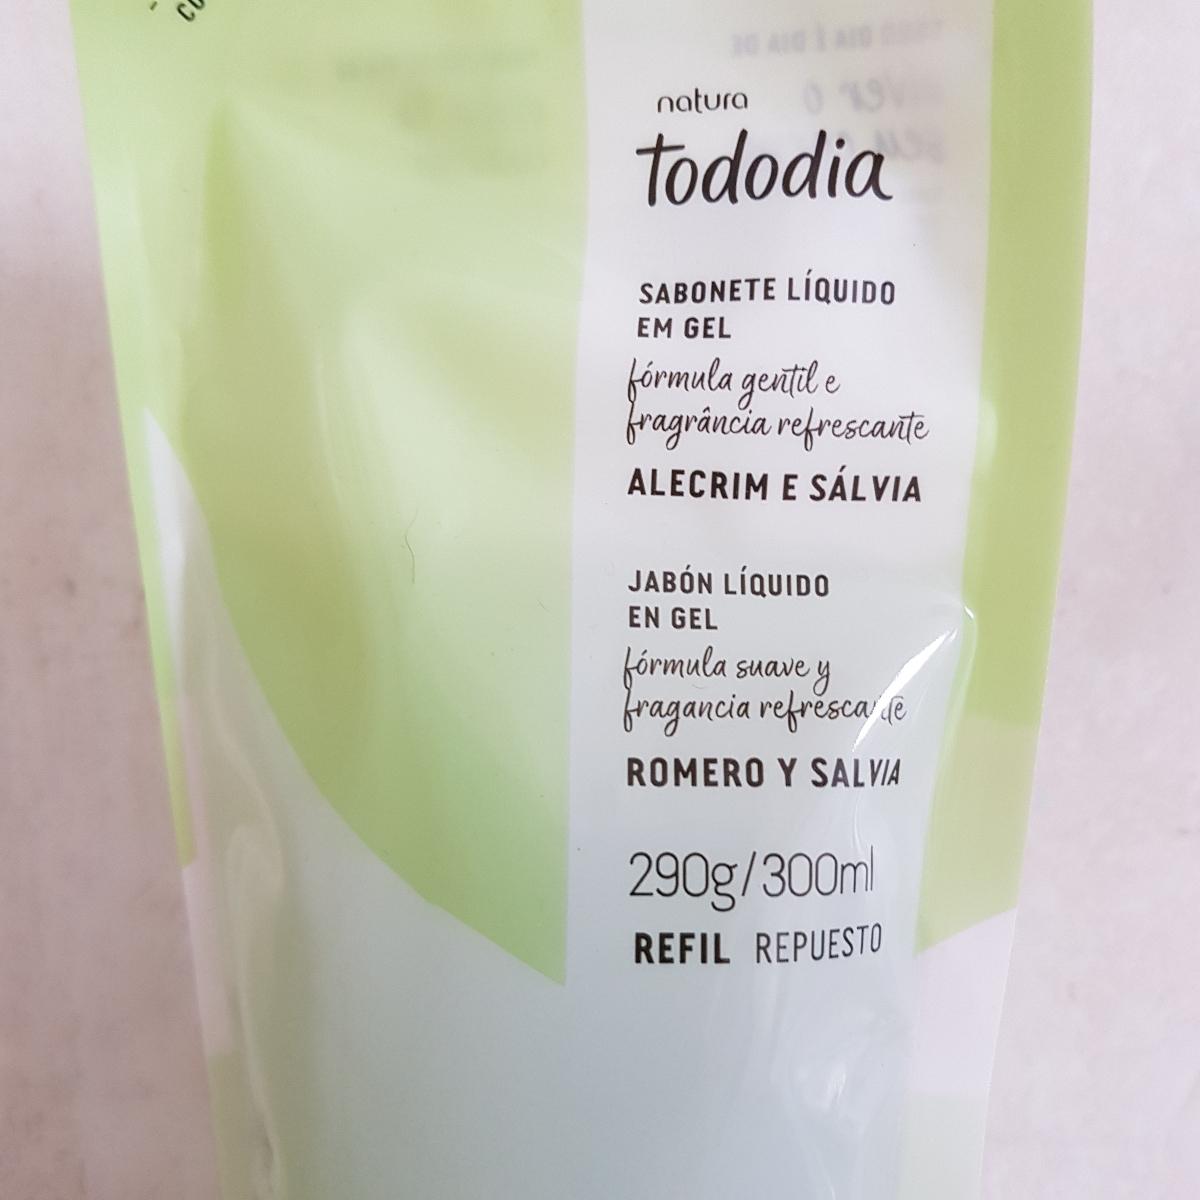 natura
tododia
SABONETE LÍQUIDO
EM GEL
fórmula gentil e
fragrância refrescante
ALECRIM E SÁLVIA
JABÓN LÍQUIDO
EN GEL
fórmula suave y
fragancia refrescante
ROMERO Y SALVIA
290g/300ml
REFIL REPUESTO